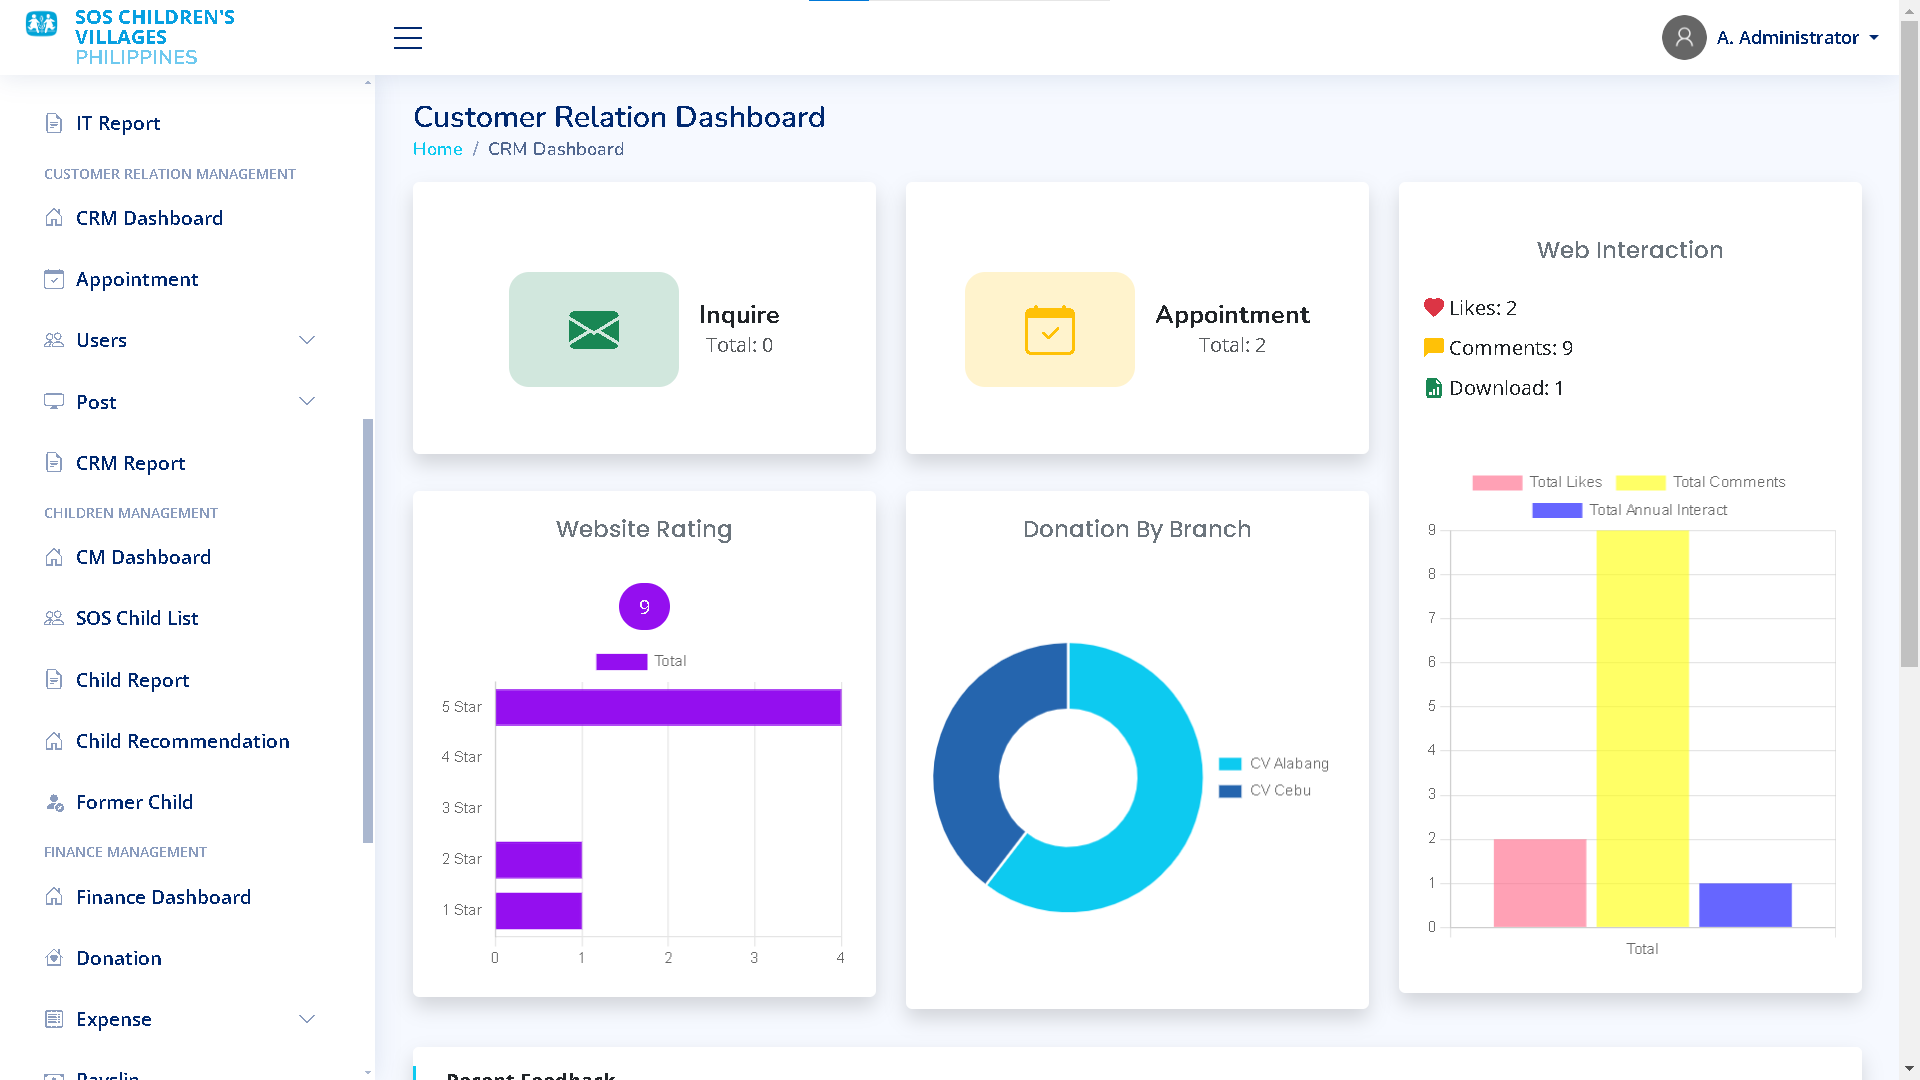 SOS CHILDREN'S
VILLAGES
PHILIPPINES
A. Administrator
IT Report
CUSTOMER RELATION MANAGEMENT
CRM Dashboard
Appointment
Users
Post
CRM Report
CHILDREN MANAGEMENT
CM Dashboard
SOS Child List
Child Report
Child Recommendation
Former Child
FINANCE MANAGEMENT
Finance Dashboard
Donation
Expense
Payslip
Customer Relation Dashboard
Home / CRM Dashboard
Inquire
Total: 0
Appointment
Total: 2
Web Interaction
Likes: 2
Comments: 9
Download: 1
Total Likes Total Comments
Total Annual Interact
9
8
7
6
5
4
3
2
1
0
Total
Website Rating
9
Total
5 Star
4 Star
3 Star
2 Star
1 Star
0 1 2 3 4
Donation By Branch
CV Alabang
CV Cebu
Recent Feedback